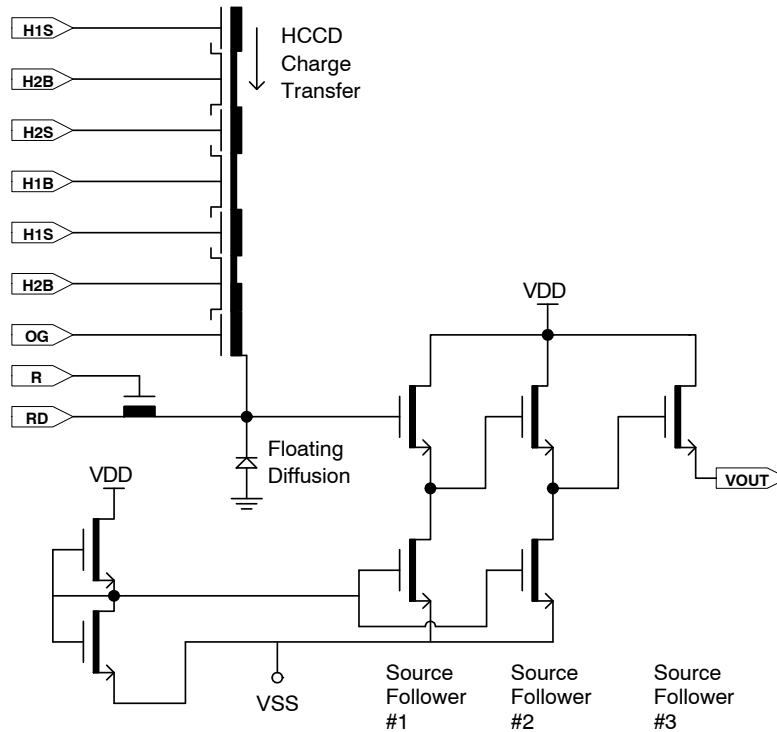 H1S
HCCD
Charge
Transfer
H2B
H2S
H1B
H1S
H2B
OG
R
RD
VDD
Floating
Diffusion
VDD
VOUT
VSS
Source
Follower
#1
Source
Follower
#2
Source
Follower
#3